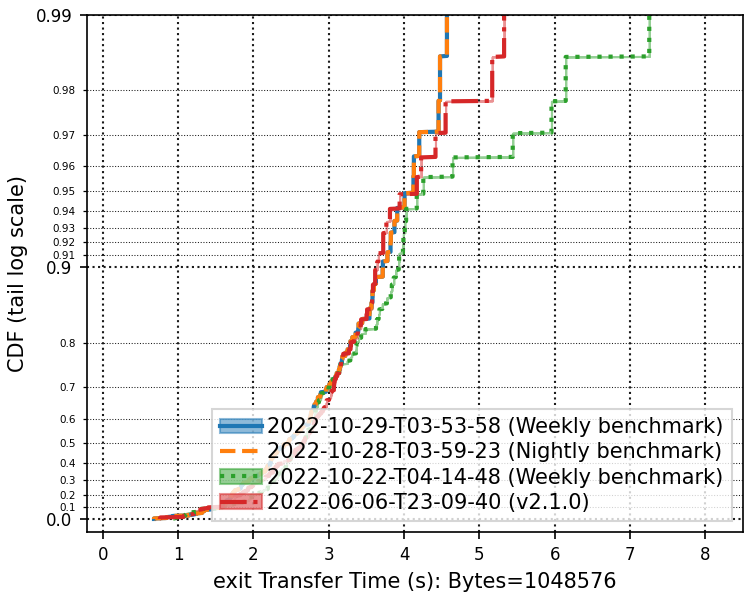 CDF (tail log scale)
0.99
0.98
0.97
0.96
0.95
0.94
0.93
0.92
0.91
0.9
0.8
0.7
0.6
0.5
0.4
0.3
0.2
0.1
0.0
2022-10-29-T03-53-58 (Weekly benchmark)
2022-10-28-T03-59-23 (Nightly benchmark)
2022-10-22-T04-14-48 (Weekly benchmark)
2022-06-06-T23-09-40 (v2.1.0)
0 1 2 3 4 5 6 7 8
exit Transfer Time (s): Bytes=1048576